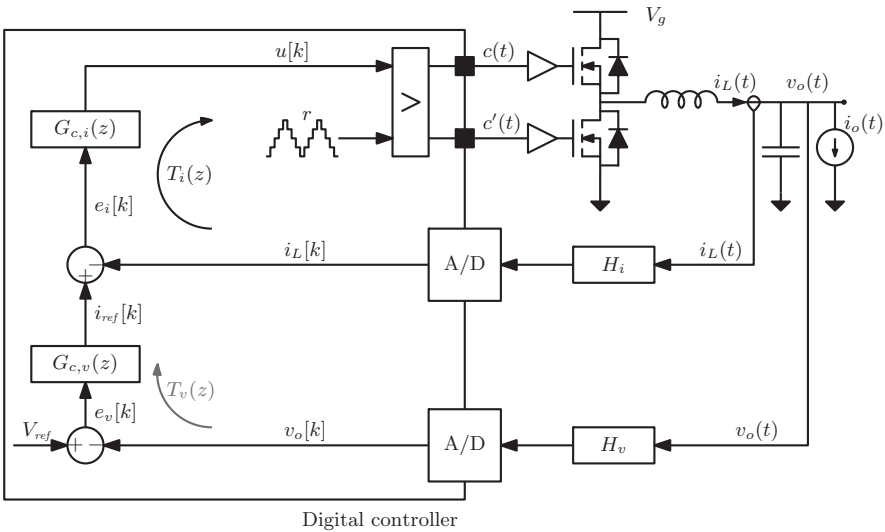 V_g
u[k]
c(t)
i_L(t)
v_o(t)
G_{c,i}(z)
r
>
c′(t)
i_o(t)
T_i(z)
e_i[k]
i_L[k]
A/D
H_i
i_L(t)
−
+
i_{ref}[k]
G_{c,v}(z)
T_v(z)
e_v[k]
V_{ref}
+
−
v_o[k]
A/D
H_v
v_o(t)
Digital controller